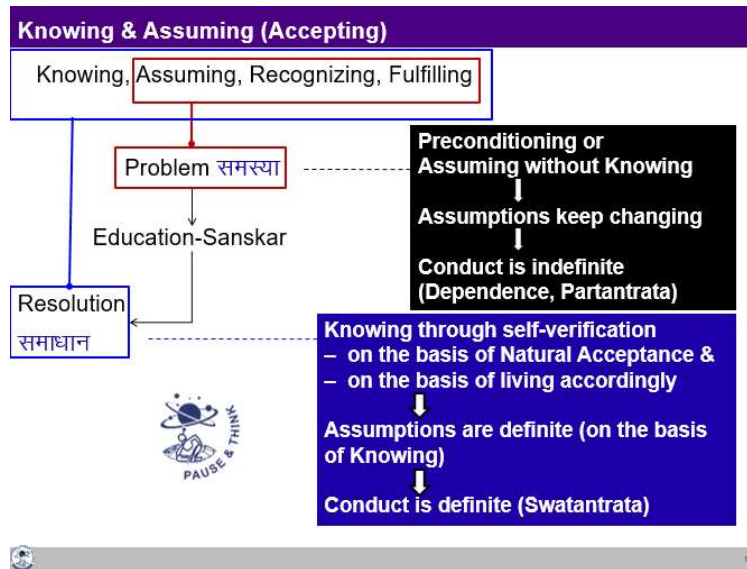 Knowing & Assuming (Accepting)
Knowing, Assuming, Recognizing, Fulfilling
Problem समस्या
Education-Sanskar
Resolution
समाधान
Preconditioning or
Assuming without Knowing
Assumptions keep changing
Conduct is indefinite
(Dependence, Partantrata)
Knowing through self-verification
– on the basis of Natural Acceptance &
– on the basis of living accordingly
Assumptions are definite (on the basis
of Knowing)
Conduct is definite (Swatantrata)
PAUSE & THINK